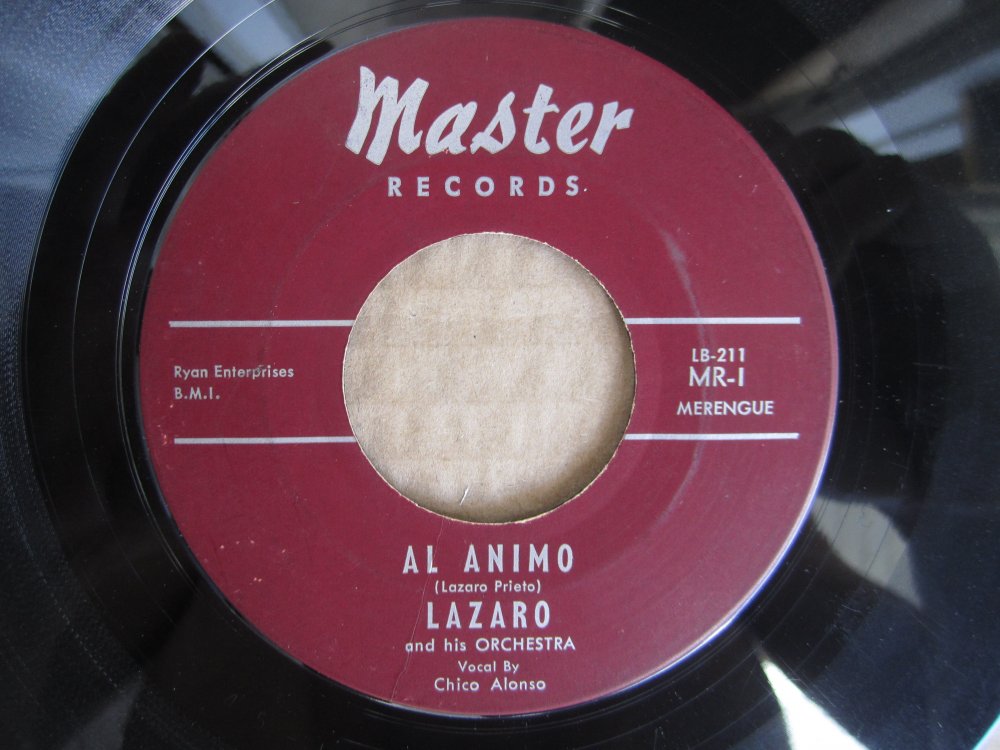 Master
RECORDS
Ryan Enterprises
B.M.I.
LB-211
MR-1
MERENGUE
AL ANIMO
(Lazaro Prieto)
LAZARO
and his ORCHESTRA
Vocal By
Chico Alonso